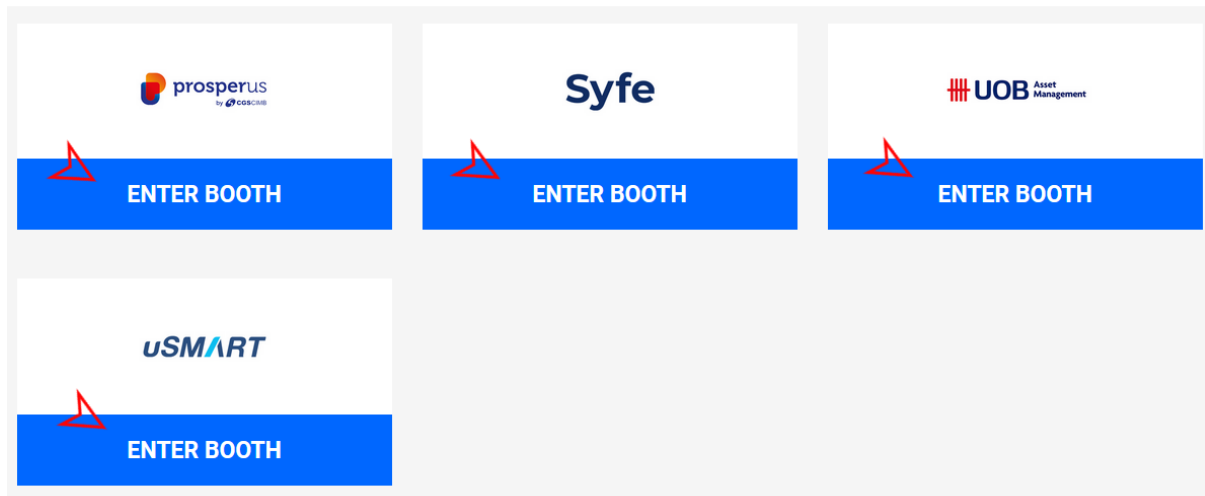 prosperus
by CGS CIMB
ENTER BOOTH
Syfe
ENTER BOOTH
UOB Asset
Management
ENTER BOOTH
uSMART
ENTER BOOTH